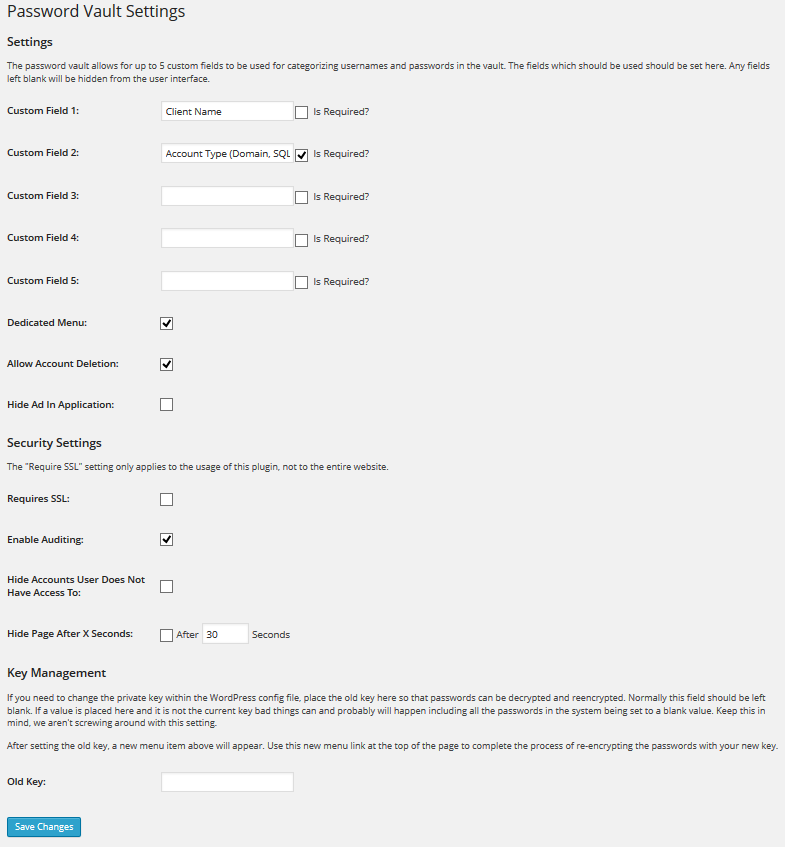 Password Vault Settings
Settings
The password vault allows for up to 5 custom fields to be used for categorizing usernames and passwords in the vault. The fields which should be used should be set here. Any fields
left blank will be hidden from the user interface.
Custom Field 1: Client Name Is Required?
Custom Field 2: Account Type (Domain, SQL Is Required?
Custom Field 3: Is Required?
Custom Field 4: Is Required?
Custom Field 5: Is Required?
Dedicated Menu:
Allow Account Deletion:
Hide Ad In Application:
Security Settings
The "Require SSL" setting only applies to the usage of this plugin, not to the entire website.
Requires SSL:
Enable Auditing:
Hide Accounts User Does Not
Have Access To:
Hide Page After X Seconds: After 30 Seconds
Key Management
If you need to change the private key within the WordPress config file, place the old key here so that passwords can be decrypted and reencrypted. Normally this field should be left
blank. If a value is placed here and it is not the current key bad things can and probably will happen including all the passwords in the system being set to a blank value. Keep this in
mind, we aren't screwing around with this setting.
After setting the old key, a new menu item above will appear. Use this new menu link at the top of the page to complete the process of re-encrypting the passwords with your new key.
Old Key:
Save Changes